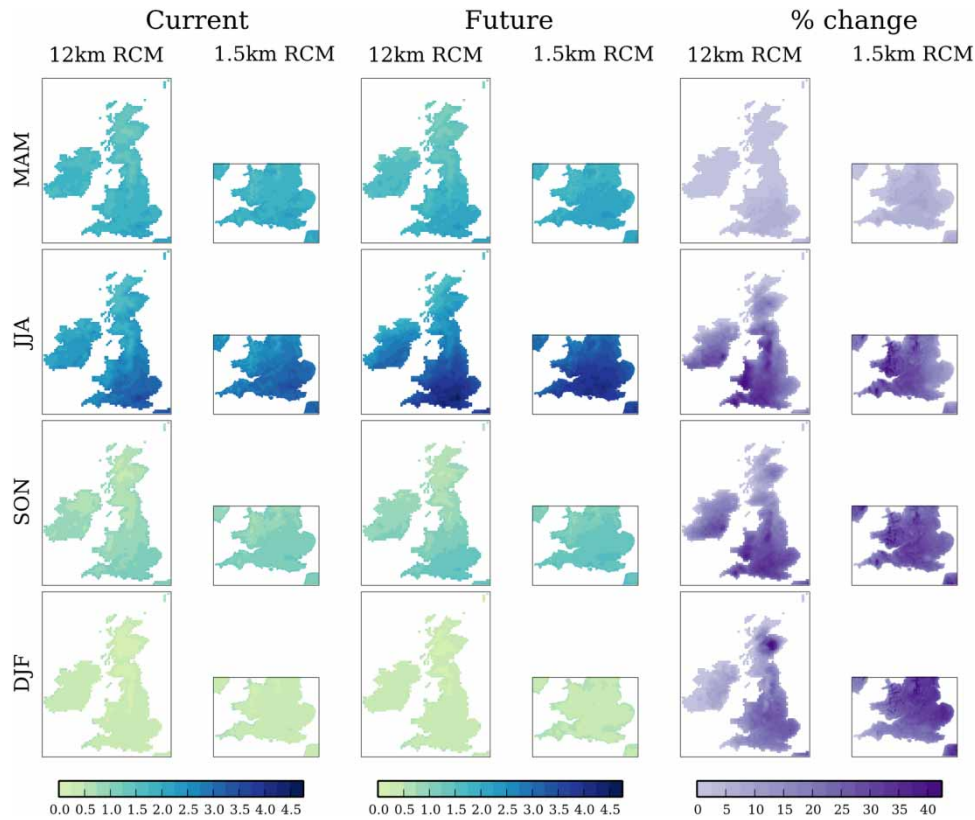 Current Future % change
12km RCM 1.5km RCM 12km RCM 1.5km RCM 12km RCM 1.5km RCM
MAM
JJA
SON
DJF
0.0 0.5 1.0 1.5 2.0 2.5 3.0 3.5 4.0 4.5 0.0 0.5 1.0 1.5 2.0 2.5 3.0 3.5 4.0 4.5 0 5 10 15 20 25 30 35 40